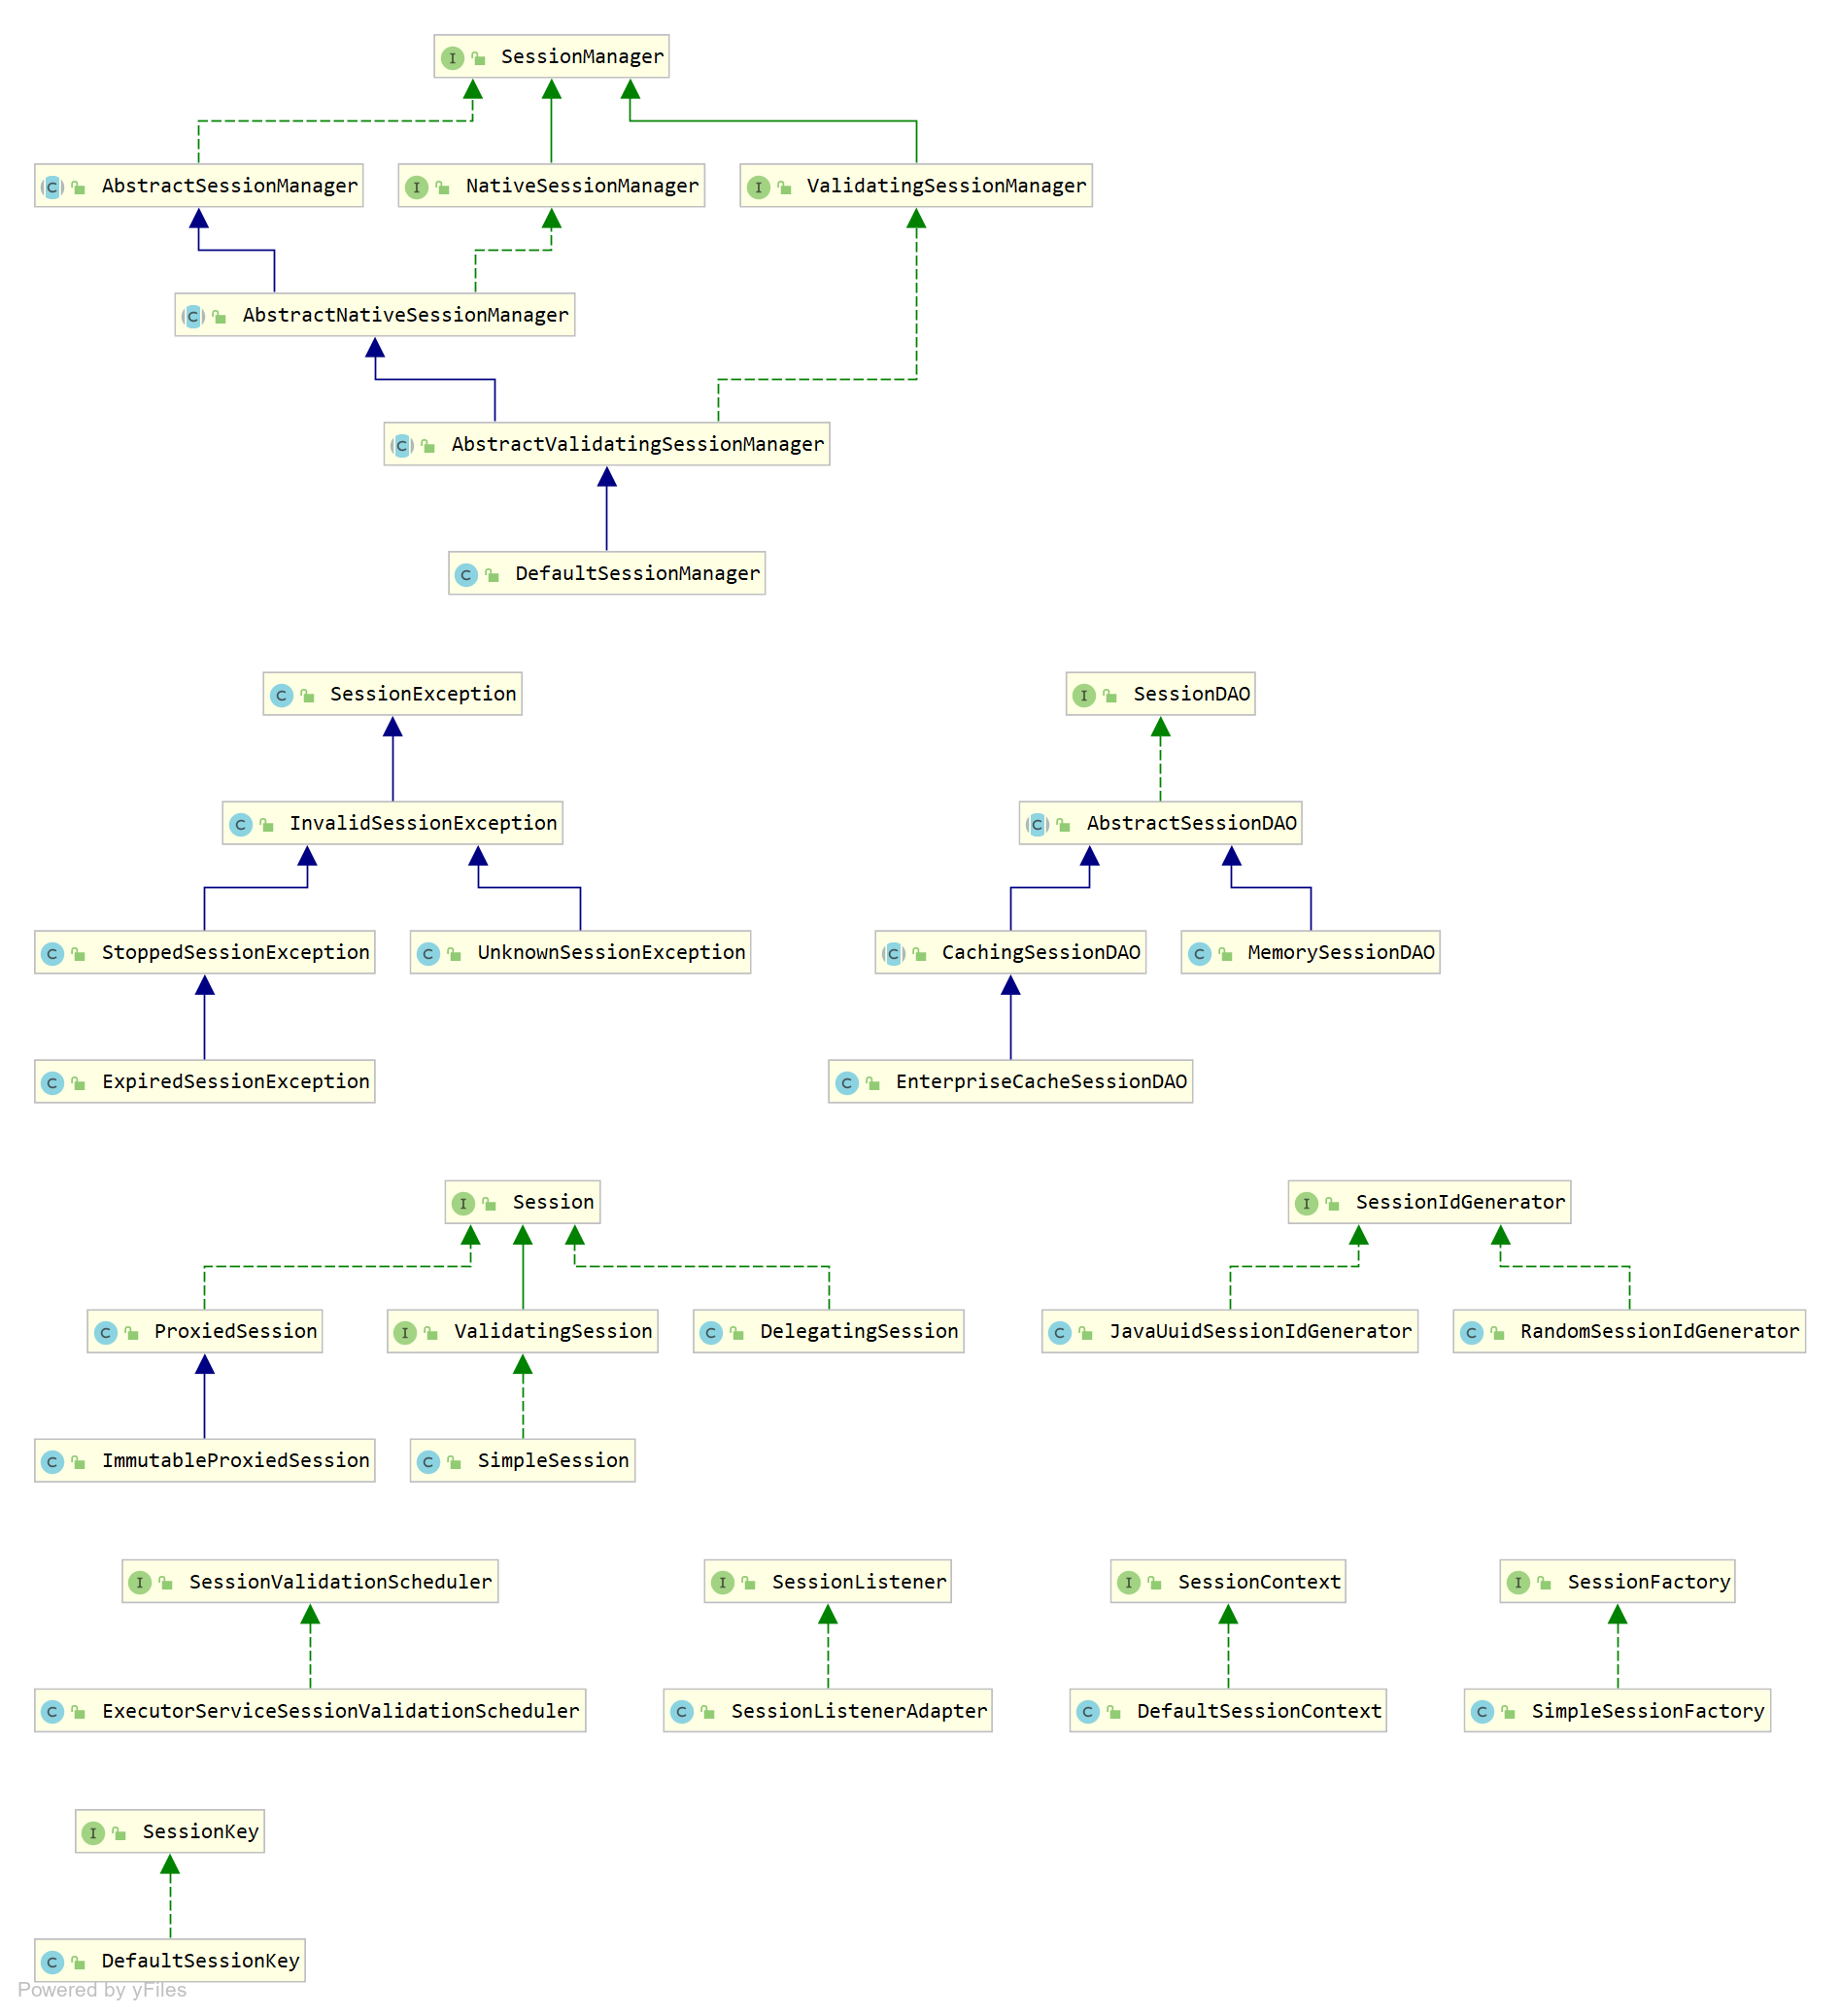 SessionManager
AbstractSessionManager
NativeSessionManager
ValidatingSessionManager
AbstractNativeSessionManager
AbstractValidatingSessionManager
DefaultSessionManager
SessionException
SessionDAO
InvalidSessionException
AbstractSessionDAO
StoppedSessionException
UnknownSessionException
CachingSessionDAO
MemorySessionDAO
ExpiredSessionException
EnterpriseCacheSessionDAO
Session
SessionIdGenerator
ProxiedSession
ValidatingSession
DelegatingSession
JavaUuidSessionIdGenerator
RandomSessionIdGenerator
ImmutableProxiedSession
SimpleSession
SessionValidationScheduler
SessionListener
SessionContext
SessionFactory
ExecutorServiceSessionValidationScheduler
SessionListenerAdapter
DefaultSessionContext
SimpleSessionFactory
SessionKey
DefaultSessionKey
Powered by yFiles